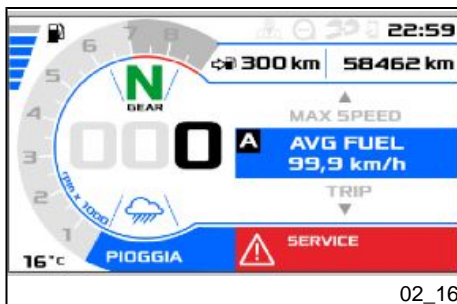 22:59
300 km 58462 km
7 8
6
5
4
3
2
1
rpm x 1000
N
GEAR
000
MAX SPEED
A AVG FUEL
99,9 km/h
TRIP
16°C PIOGGIA
SERVICE
02_16